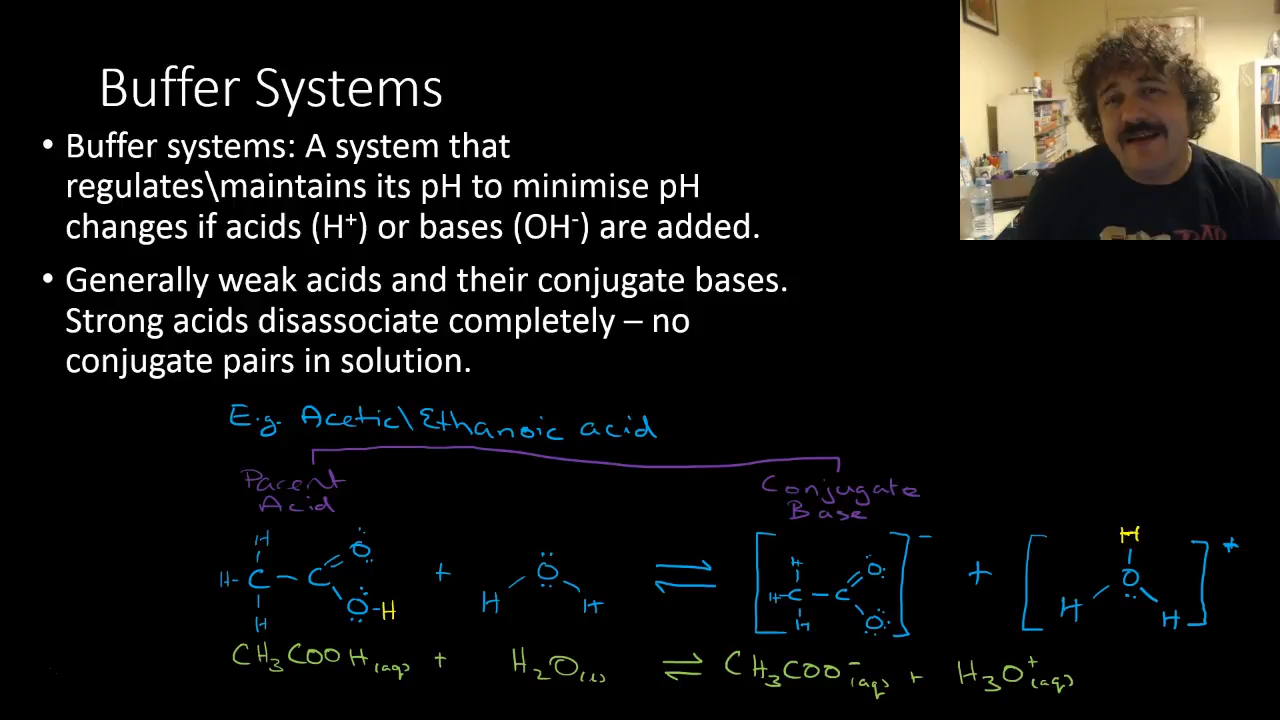 Buffer Systems
• Buffer systems: A system that
regulates\maintains its pH to minimise pH
changes if acids (H⁺) or bases (OH⁻) are added.
• Generally weak acids and their conjugate bases.
Strong acids disassociate completely – no
conjugate pairs in solution.
E.g. Acetic\Ethanoic acid
Parent
Acid
Conjugate
Base
H H-C-C=O O-H H + H O H ⇌ [H H-C-C=O O H]⁻ + [H O H H]⁺
CH₃COOH(aq) + H₂O(l) ⇌ CH₃COO⁻(aq) + H₃O⁺(aq)